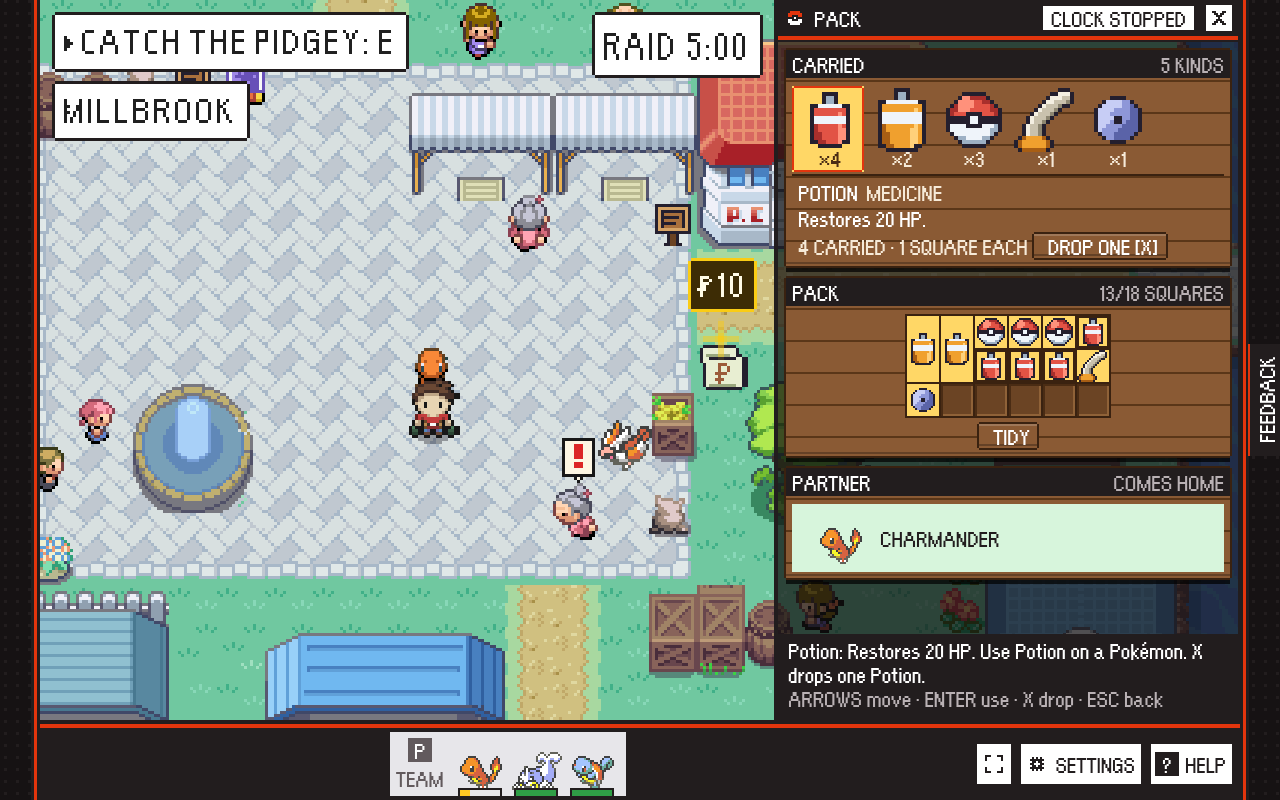 ▸CATCH THE PIDGEY: E
RAID 5:00
MILLBROOK
P.C
₽10
₽
!
PACK
CLOCK STOPPED
X
CARRIED
5 KINDS
×4
×2
×3
×1
×1
POTION MEDICINE
Restores 20 HP.
4 CARRIED · 1 SQUARE EACH
DROP ONE [X]
PACK
13/18 SQUARES
TIDY
PARTNER
COMES HOME
CHARMANDER
Potion: Restores 20 HP. Use Potion on a Pokémon. X
drops one Potion.
ARROWS move · ENTER use · X drop · ESC back
FEEDBACK
P
TEAM
SETTINGS
? HELP